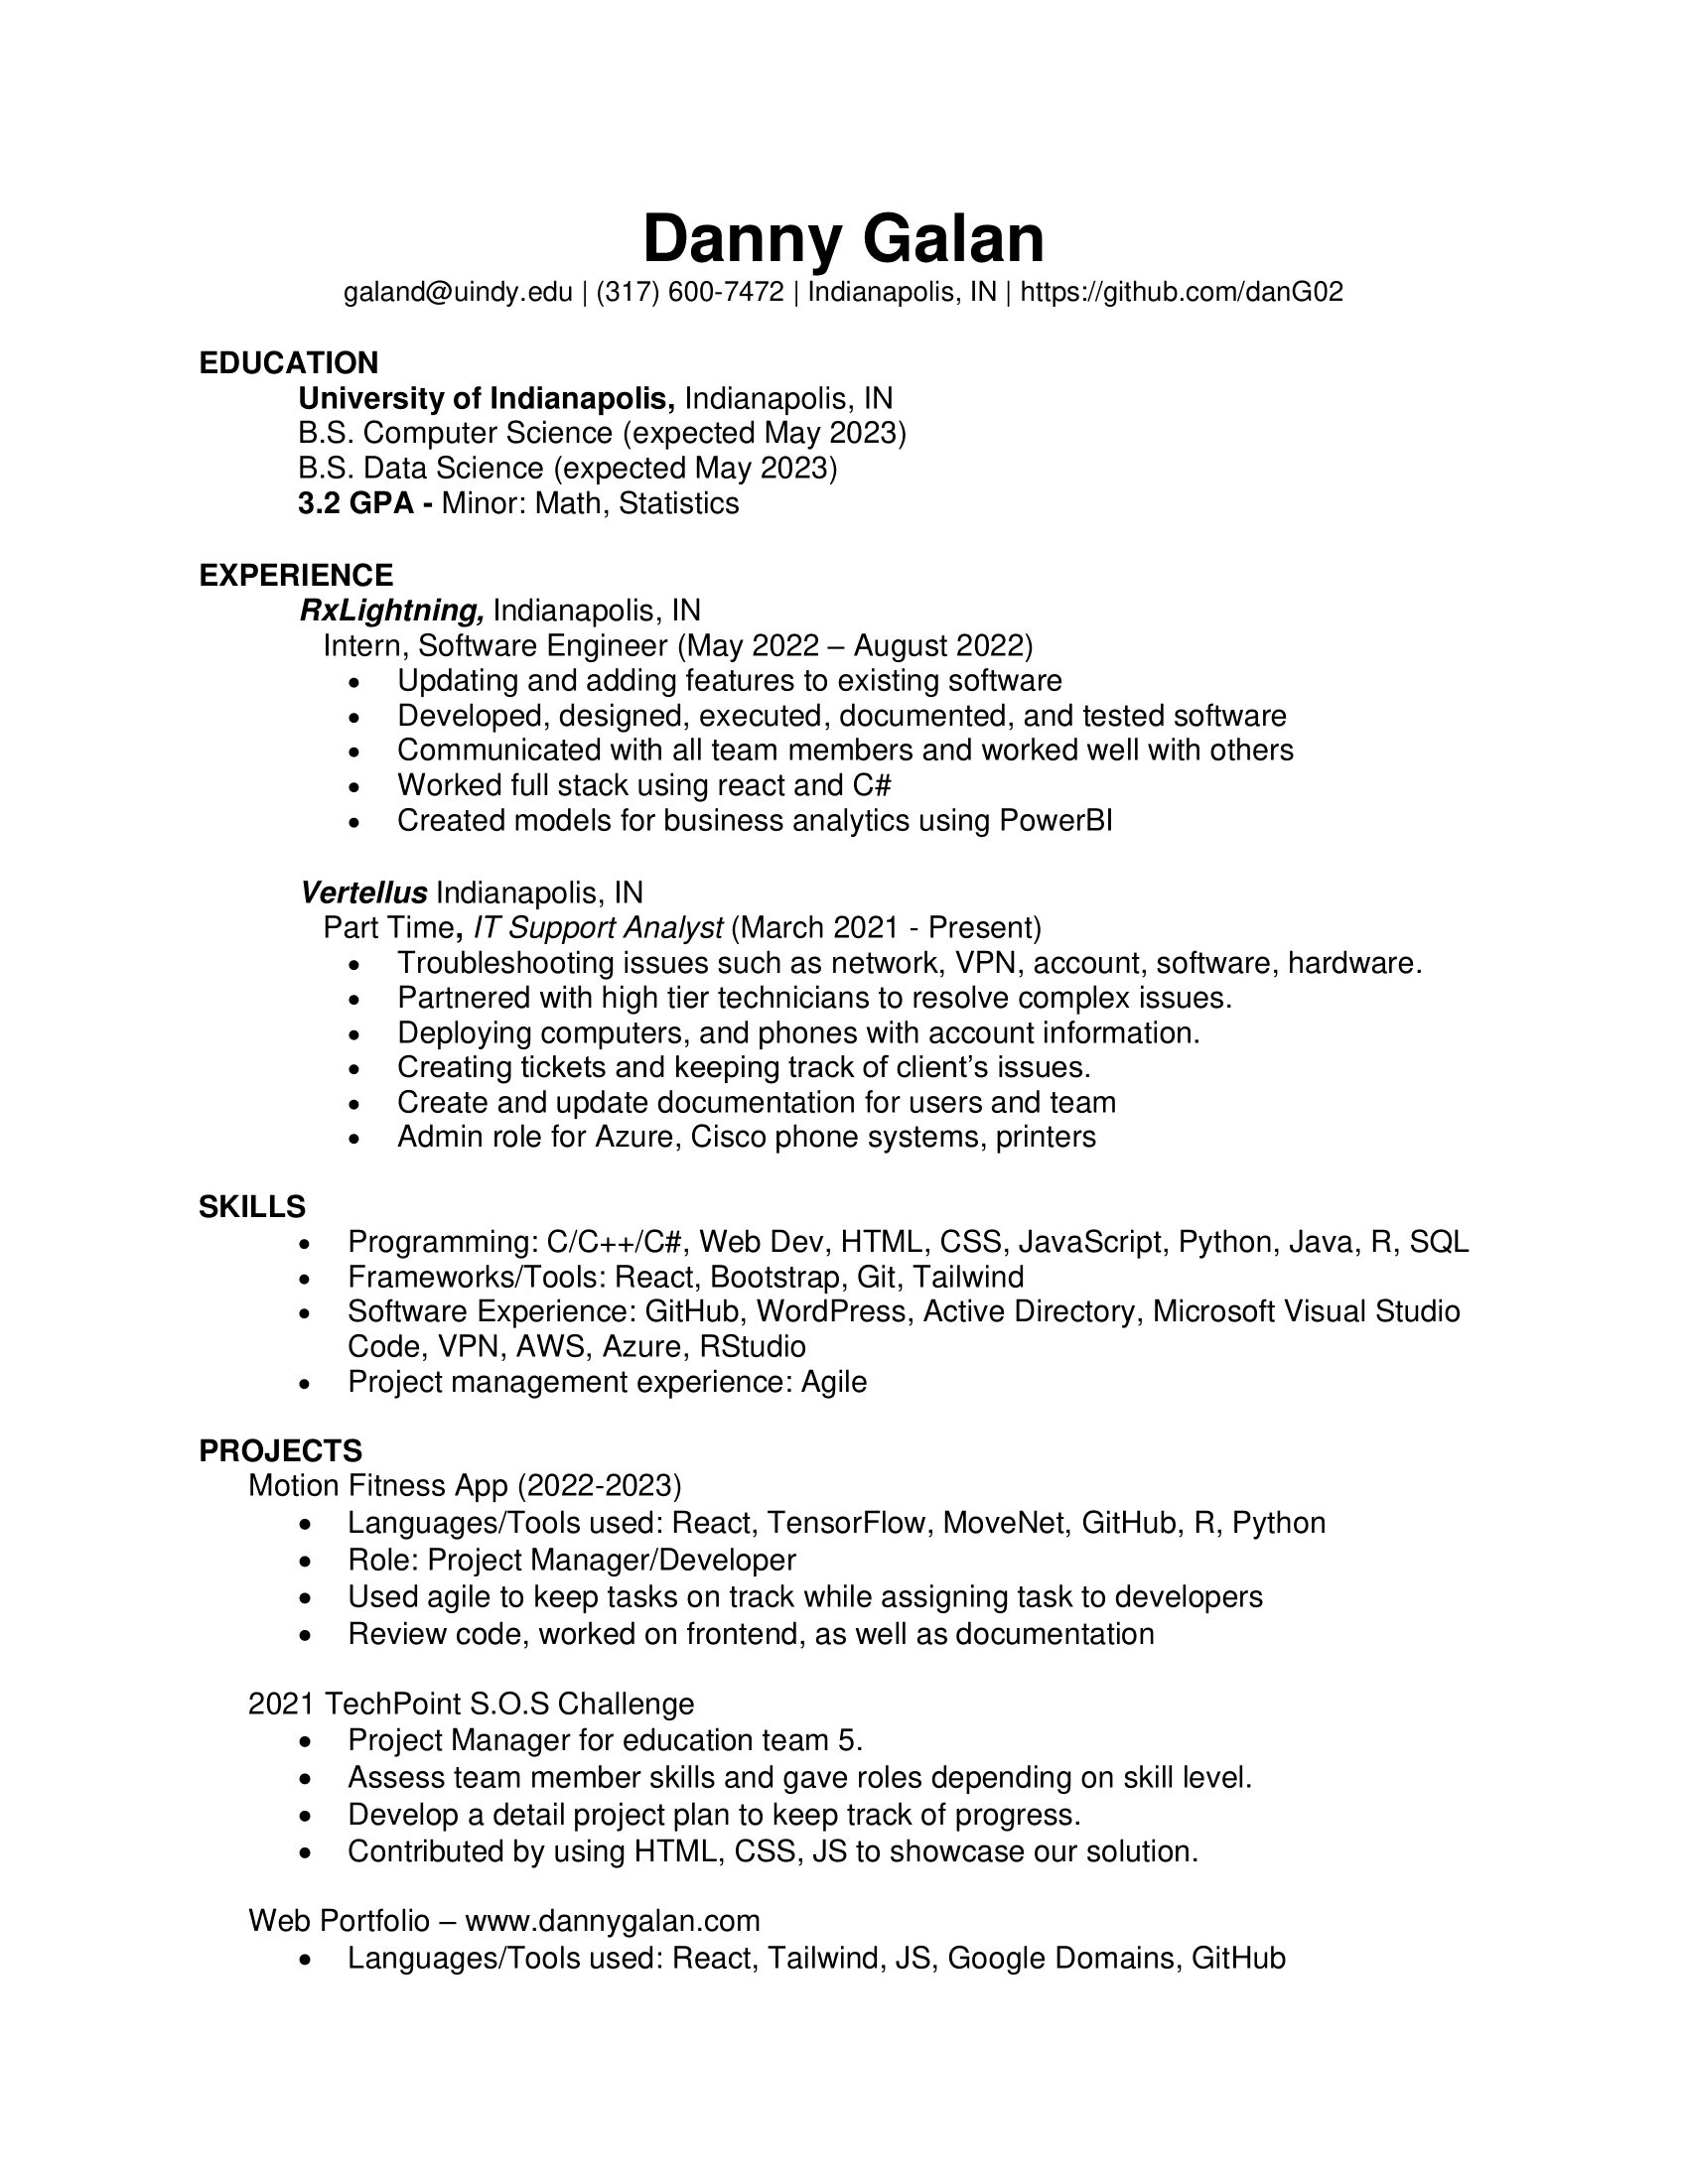 Danny Galan
galand@uindy.edu | (317) 600-7472 | Indianapolis, IN | https://github.com/danG02
EDUCATION
University of Indianapolis, Indianapolis, IN
B.S. Computer Science (expected May 2023)
B.S. Data Science (expected May 2023)
3.2 GPA - Minor: Math, Statistics
EXPERIENCE
RxLightning, Indianapolis, IN
Intern, Software Engineer (May 2022 – August 2022)
• Updating and adding features to existing software
• Developed, designed, executed, documented, and tested software
• Communicated with all team members and worked well with others
• Worked full stack using react and C#
• Created models for business analytics using PowerBI
Vertellus Indianapolis, IN
Part Time, IT Support Analyst (March 2021 - Present)
• Troubleshooting issues such as network, VPN, account, software, hardware.
• Partnered with high tier technicians to resolve complex issues.
• Deploying computers, and phones with account information.
• Creating tickets and keeping track of client’s issues.
• Create and update documentation for users and team
• Admin role for Azure, Cisco phone systems, printers
SKILLS
• Programming: C/C++/C#, Web Dev, HTML, CSS, JavaScript, Python, Java, R, SQL
• Frameworks/Tools: React, Bootstrap, Git, Tailwind
• Software Experience: GitHub, WordPress, Active Directory, Microsoft Visual Studio
Code, VPN, AWS, Azure, RStudio
• Project management experience: Agile
PROJECTS
Motion Fitness App (2022-2023)
• Languages/Tools used: React, TensorFlow, MoveNet, GitHub, R, Python
• Role: Project Manager/Developer
• Used agile to keep tasks on track while assigning task to developers
• Review code, worked on frontend, as well as documentation
2021 TechPoint S.O.S Challenge
• Project Manager for education team 5.
• Assess team member skills and gave roles depending on skill level.
• Develop a detail project plan to keep track of progress.
• Contributed by using HTML, CSS, JS to showcase our solution.
Web Portfolio – www.dannygalan.com
• Languages/Tools used: React, Tailwind, JS, Google Domains, GitHub